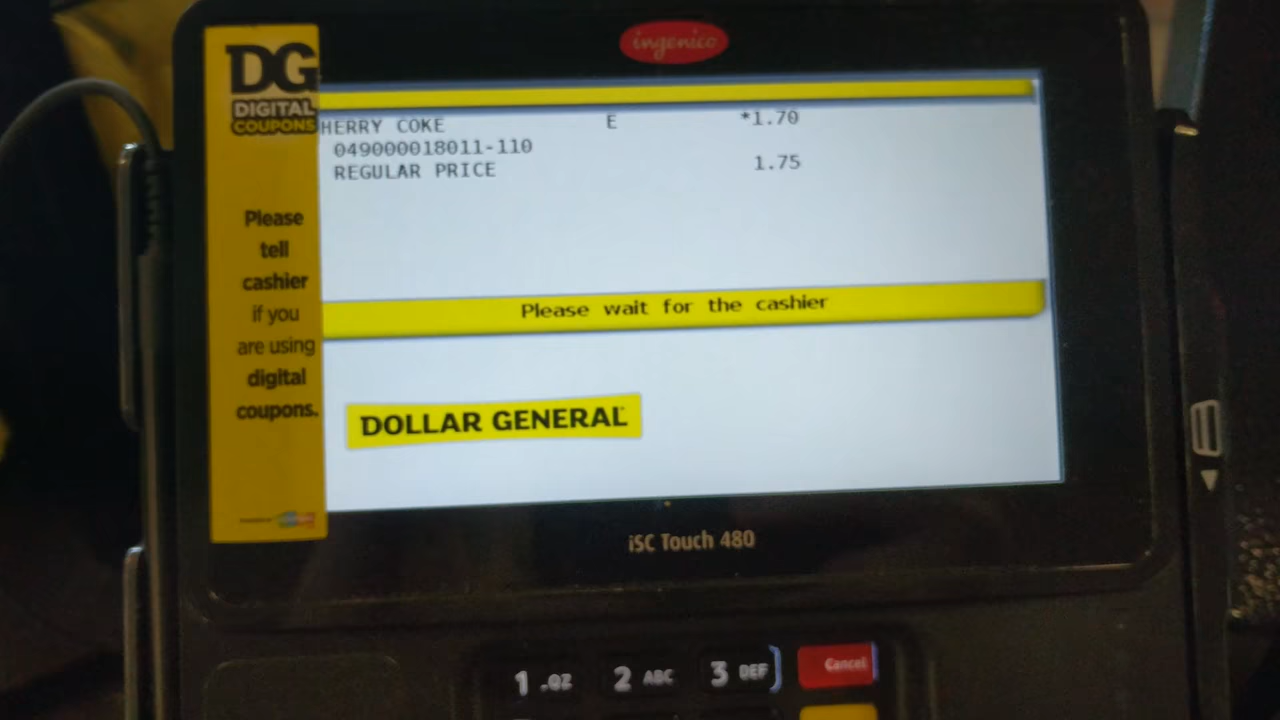 ingenico
DG
DIGITAL
COUPONS
HERRY COKE E *1.70
049000018011-110
REGULAR PRICE 1.75
Please
tell
cashier
if you
are using
digital
coupons.
Please wait for the cashier
DOLLAR GENERAL
iSC Touch 480
1 .QZ 2 ABC 3 DEF Cancel